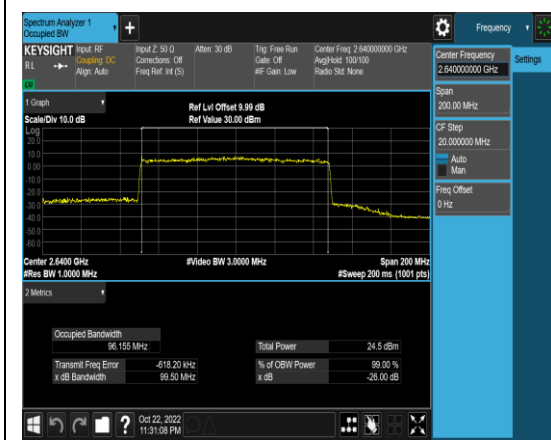 Spectrum Analyzer 1
Occupied BW
+
Frequency
KEYSIGHT
RL
Input: RF
Coupling: DC
Align: Auto
Input Z: 50 Ω
Corrections: Off
Freq Ref: Int (S)
Atten: 30 dB
Trig: Free Run
Gate: Off
#IF Gain: Low
Center Freq: 2.640000000 GHz
Avg|Hold: 100/100
Radio Std: None
Center Frequency
2.640000000 GHz
Settings
Span
200.00 MHz
CF Step
20.000000 MHz
Auto
Man
Freq Offset
0 Hz
1 Graph
Scale/Div 10.0 dB
Ref Lvl Offset 9.99 dB
Ref Value 30.00 dBm
Log
20.0
10.0
0.00
-10.0
-20.0
-30.0
-40.0
-50.0
-60.0
Center 2.6400 GHz
#Res BW 1.0000 MHz
#Video BW 3.0000 MHz
Span 200 MHz
#Sweep 200 ms (1001 pts)
2 Metrics
Occupied Bandwidth
96.155 MHz
Transmit Freq Error -618.20 kHz
x dB Bandwidth 99.50 MHz
Total Power 24.5 dBm
% of OBW Power 99.00 %
x dB -26.00 dB
?
Oct 22, 2022
11:31:08 PM